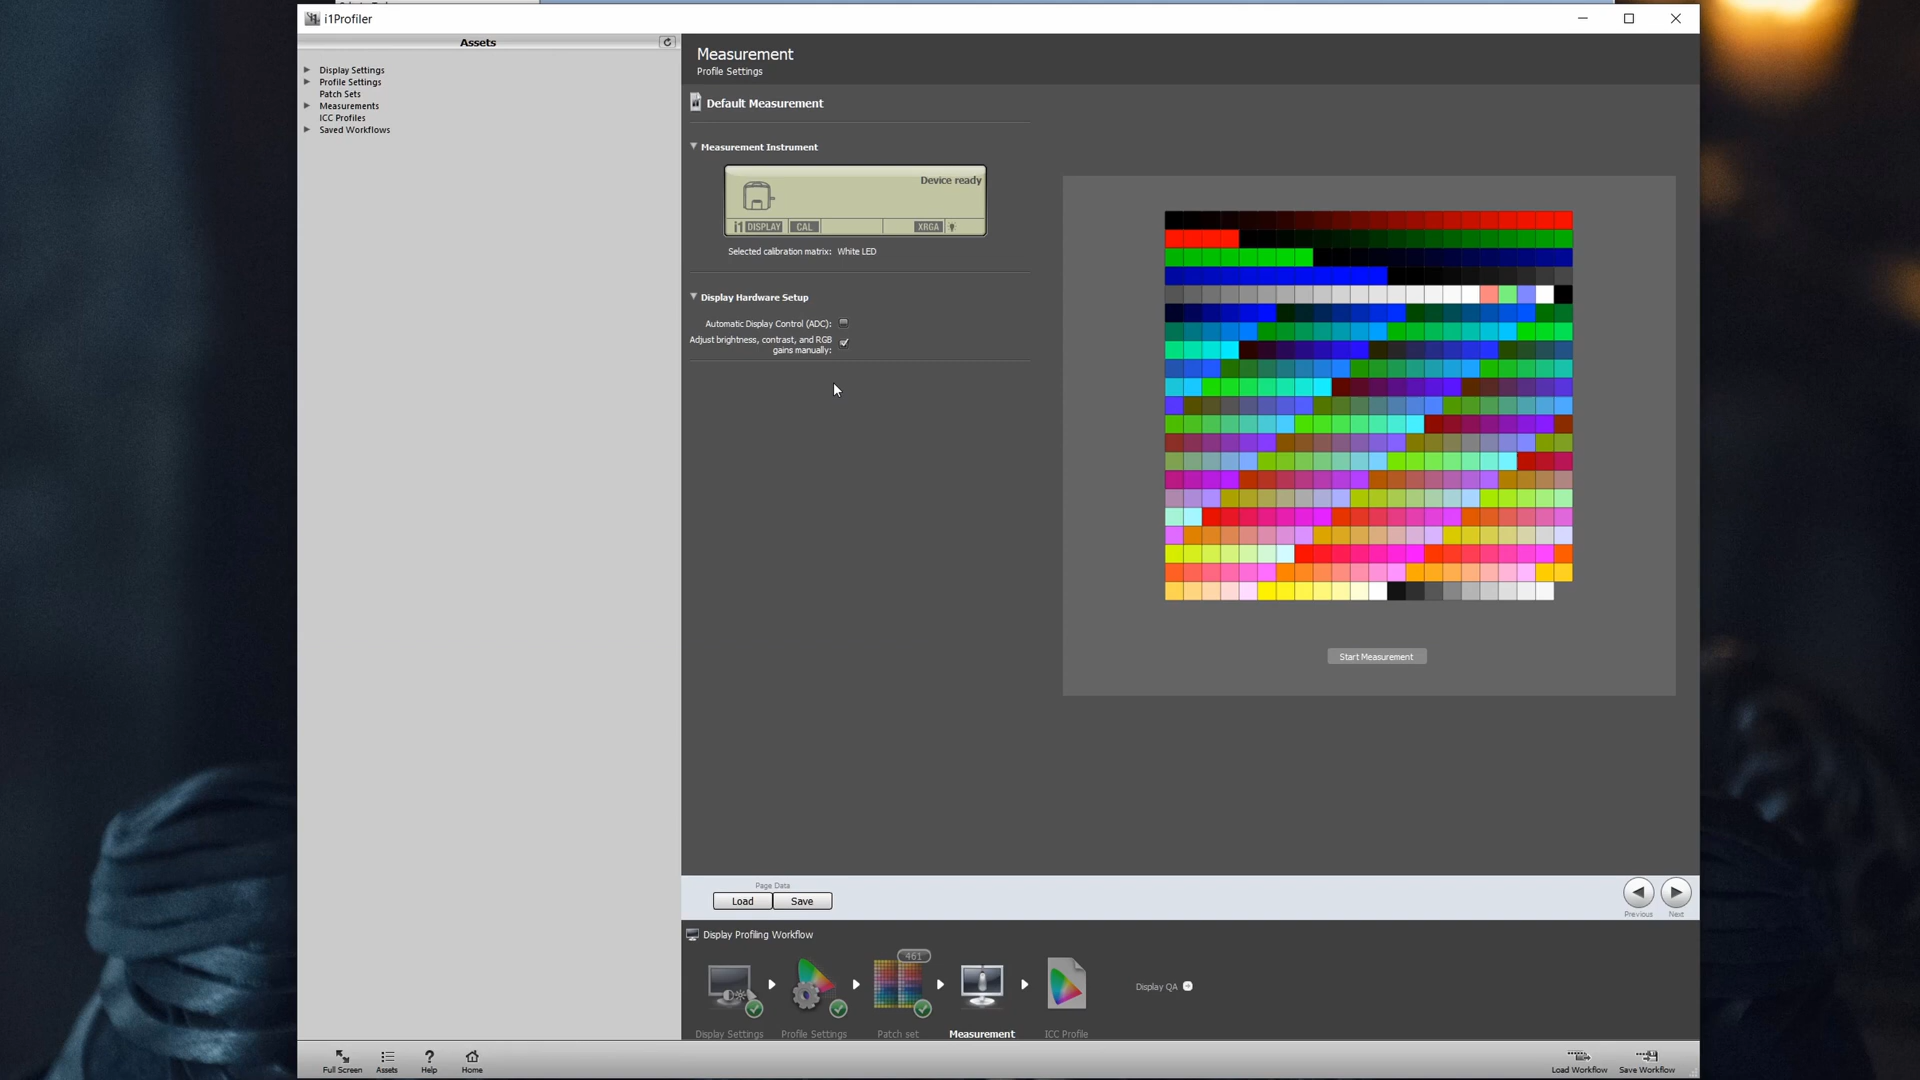 i1Profiler
Assets
Display Settings
Profile Settings
Patch Sets
Measurements
ICC Profiles
Saved Workflows
Measurement
Profile Settings
Default Measurement
Measurement Instrument
Device ready
i1 DISPLAY CAL XRGA
Selected calibration matrix: White LED
Display Hardware Setup
Automatic Display Control (ADC):
Adjust brightness, contrast, and RGB
gains manually:
Start Measurement
Page Data
Load Save
Previous Next
Display Profiling Workflow
461
Display QA
Display Settings Profile Settings Patch set Measurement ICC Profile
Full Screen Assets Help Home Load Workflow Save Workflow